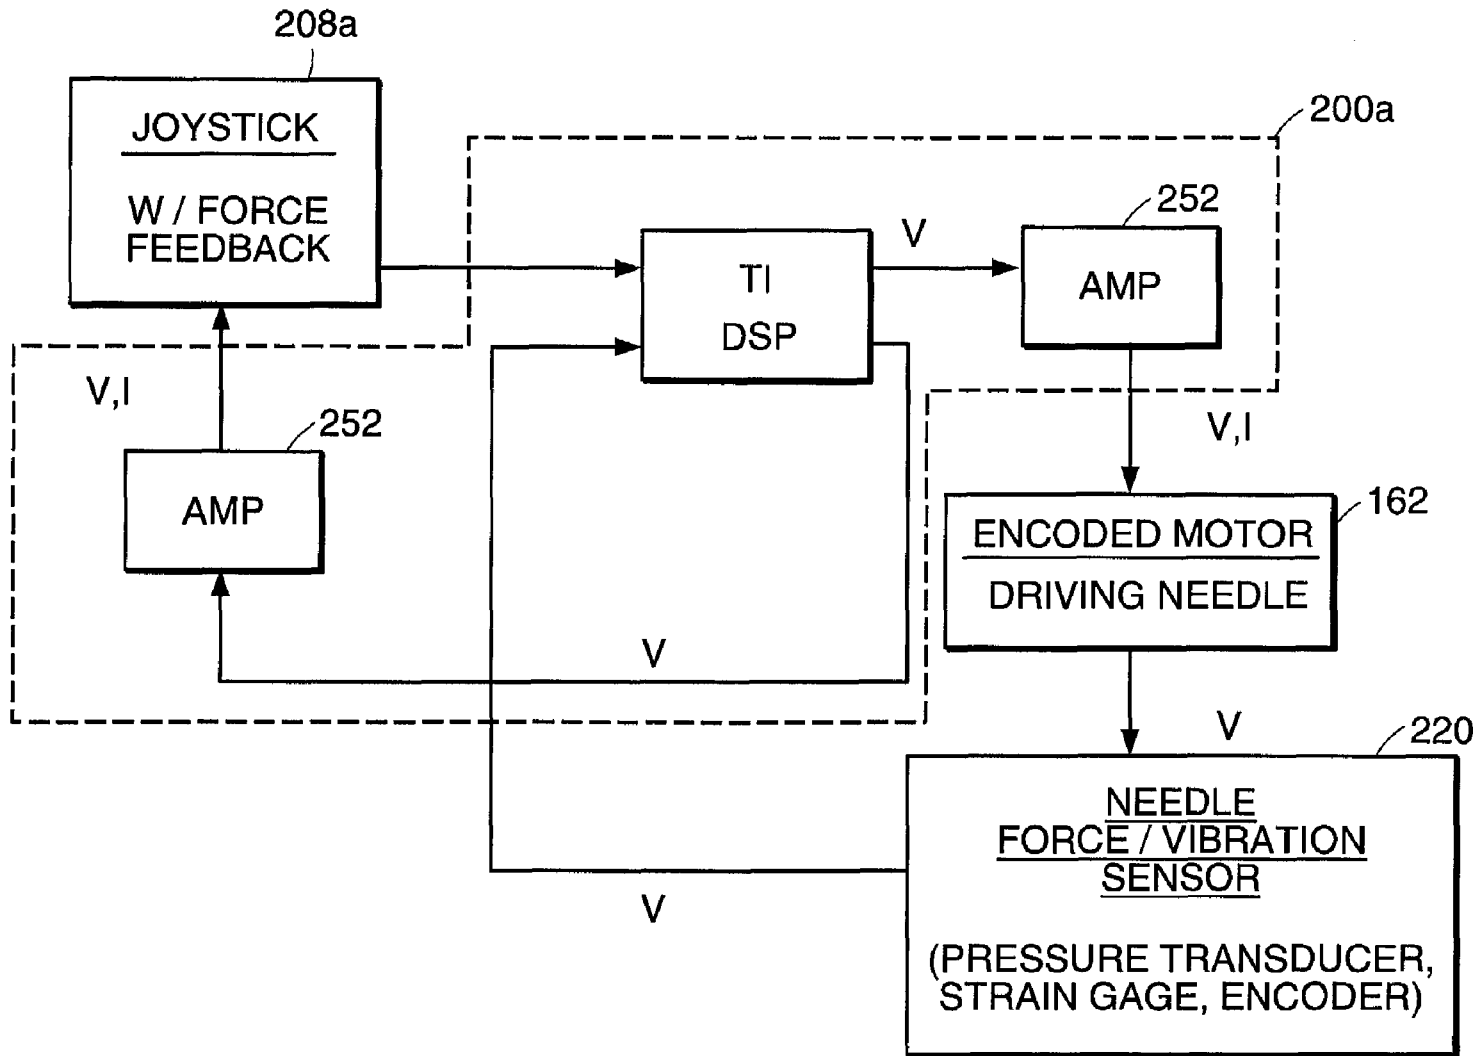 208a
JOYSTICK
W / FORCE
FEEDBACK
200a
252
V
TI
DSP
AMP
V,I
252
AMP
V,I
162
ENCODED MOTOR
DRIVING NEEDLE
V
V
220
NEEDLE
FORCE / VIBRATION
SENSOR
V
(PRESSURE TRANSDUCER,
STRAIN GAGE, ENCODER)